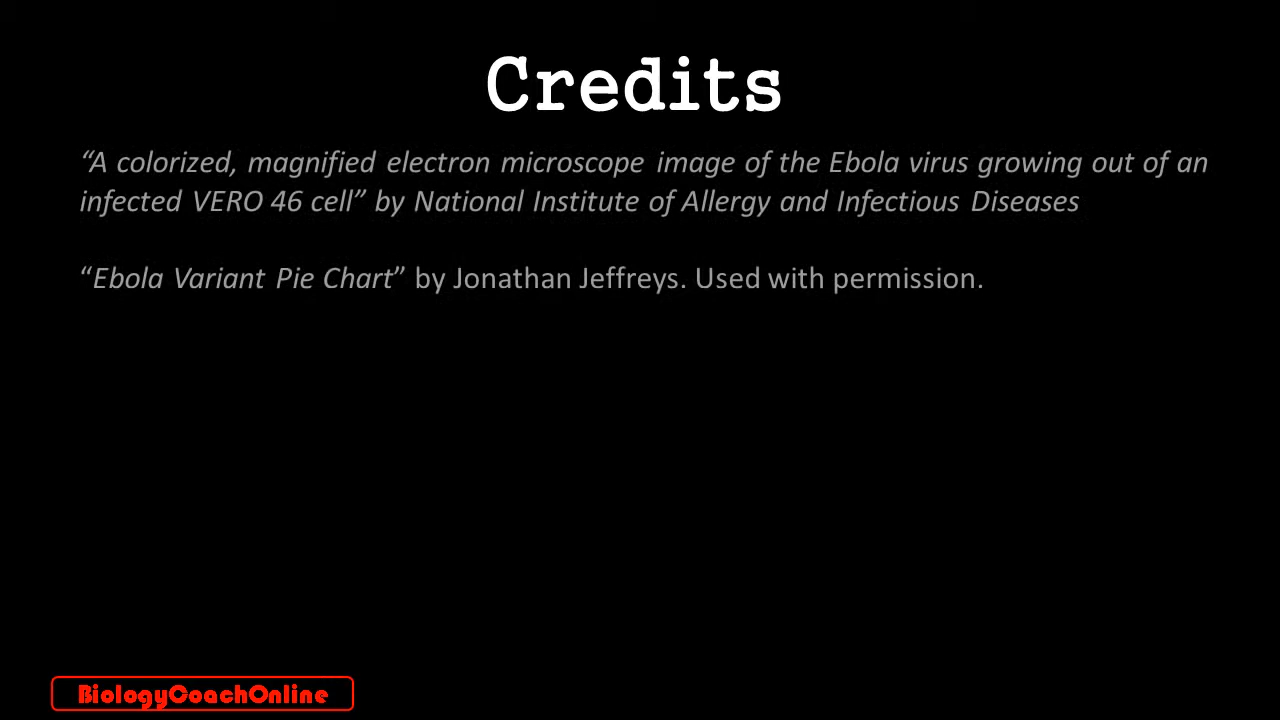 Credits
“A colorized, magnified electron microscope image of the Ebola virus growing out of an
infected VERO 46 cell” by National Institute of Allergy and Infectious Diseases
“Ebola Variant Pie Chart” by Jonathan Jeffreys. Used with permission.
BiologyCoachOnline